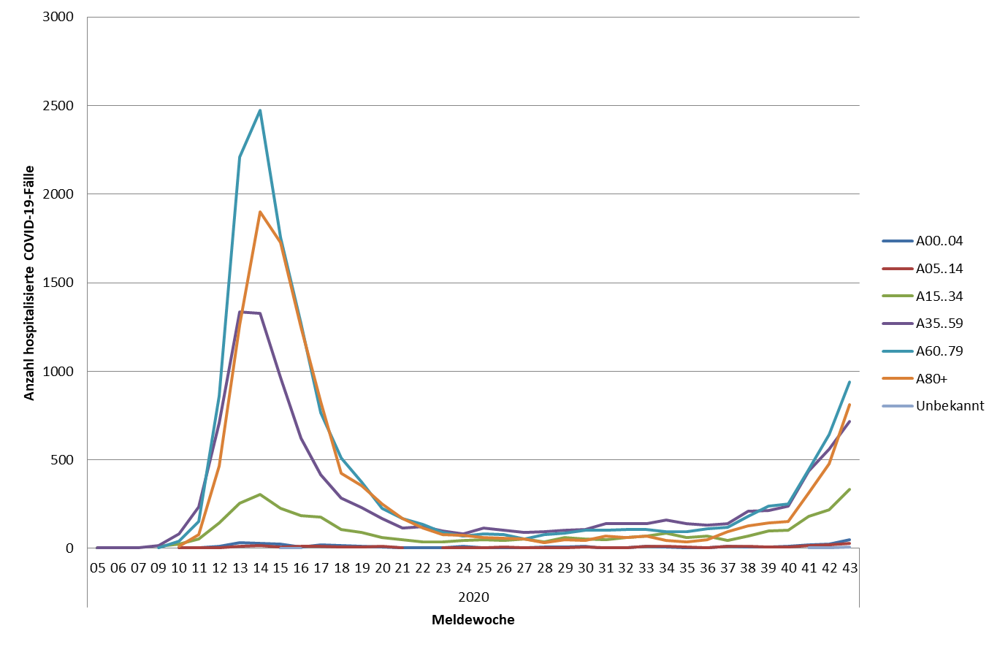 3000
2500
2000
1500
1000
500
0
Anzahl hospitalisierte COVID-19-Fälle
05 06 07 09 10 11 12 13 14 15 16 17 18 19 20 21 22 23 24 25 26 27 28 29 30 31 32 33 34 35 36 37 38 39 40 41 42 43
2020
Meldewoche
A00..04
A05..14
A15..34
A35..59
A60..79
A80+
Unbekannt